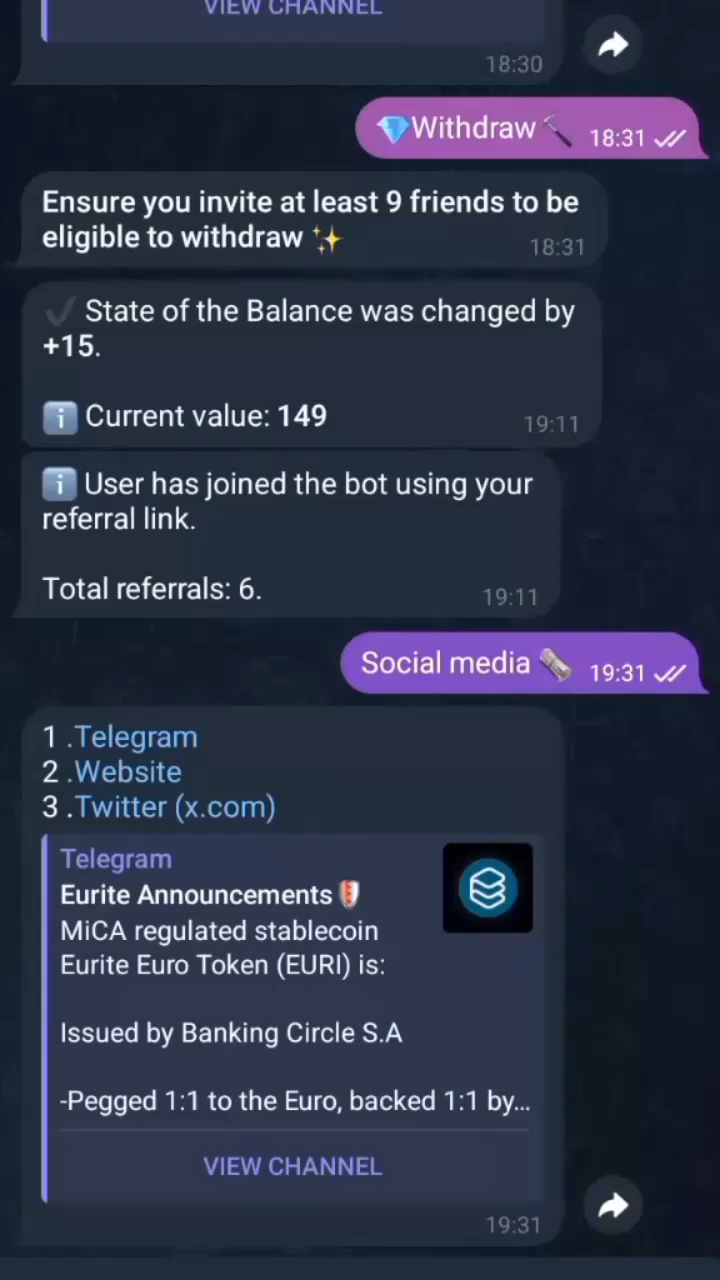 VIEW CHANNEL
18:30
💎Withdraw⛏ 18:31
Ensure you invite at least 9 friends to be
eligible to withdraw ✨ 18:31
✔ State of the Balance was changed by
+15.
ℹ Current value: 149
19:11
ℹ User has joined the bot using your
referral link.
Total referrals: 6.
19:11
Social media 🗞 19:31
1 .Telegram
2 .Website
3 .Twitter (x.com)
Telegram
Eurite Announcements
MiCA regulated stablecoin
Eurite Euro Token (EURI) is:
Issued by Banking Circle S.A
-Pegged 1:1 to the Euro, backed 1:1 by...
VIEW CHANNEL
19:31